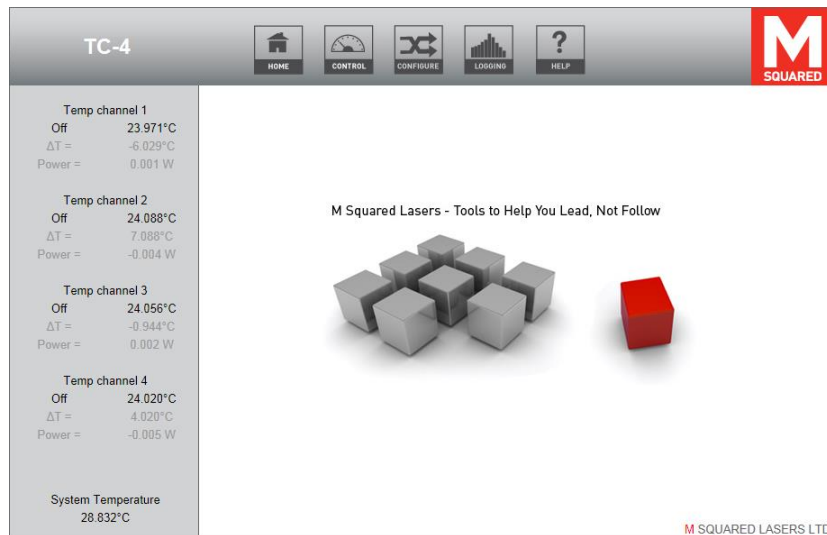 TC-4
HOME
CONTROL
CONFIGURE
LOGGING
?
HELP
M
SQUARED
Temp channel 1
Off 23.971°C
ΔT = -6.029°C
Power = 0.001 W
Temp channel 2
Off 24.088°C
ΔT = 7.088°C
Power = -0.004 W
Temp channel 3
Off 24.056°C
ΔT = -0.944°C
Power = 0.002 W
Temp channel 4
Off 24.020°C
ΔT = 4.020°C
Power = -0.005 W
System Temperature
28.832°C
M Squared Lasers - Tools to Help You Lead, Not Follow
M SQUARED LASERS LTD